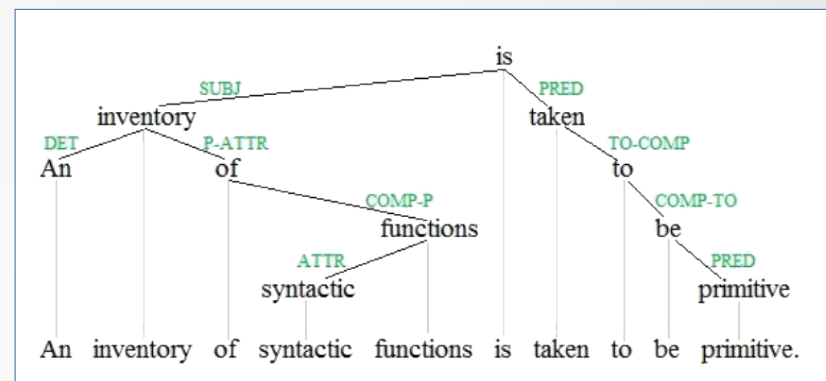 is
SUBJ PRED
inventory taken
DET P-ATTR TO-COMP
An of to
COMP-P COMP-TO
functions be
ATTR PRED
syntactic primitive
An inventory of syntactic functions is taken to be primitive.